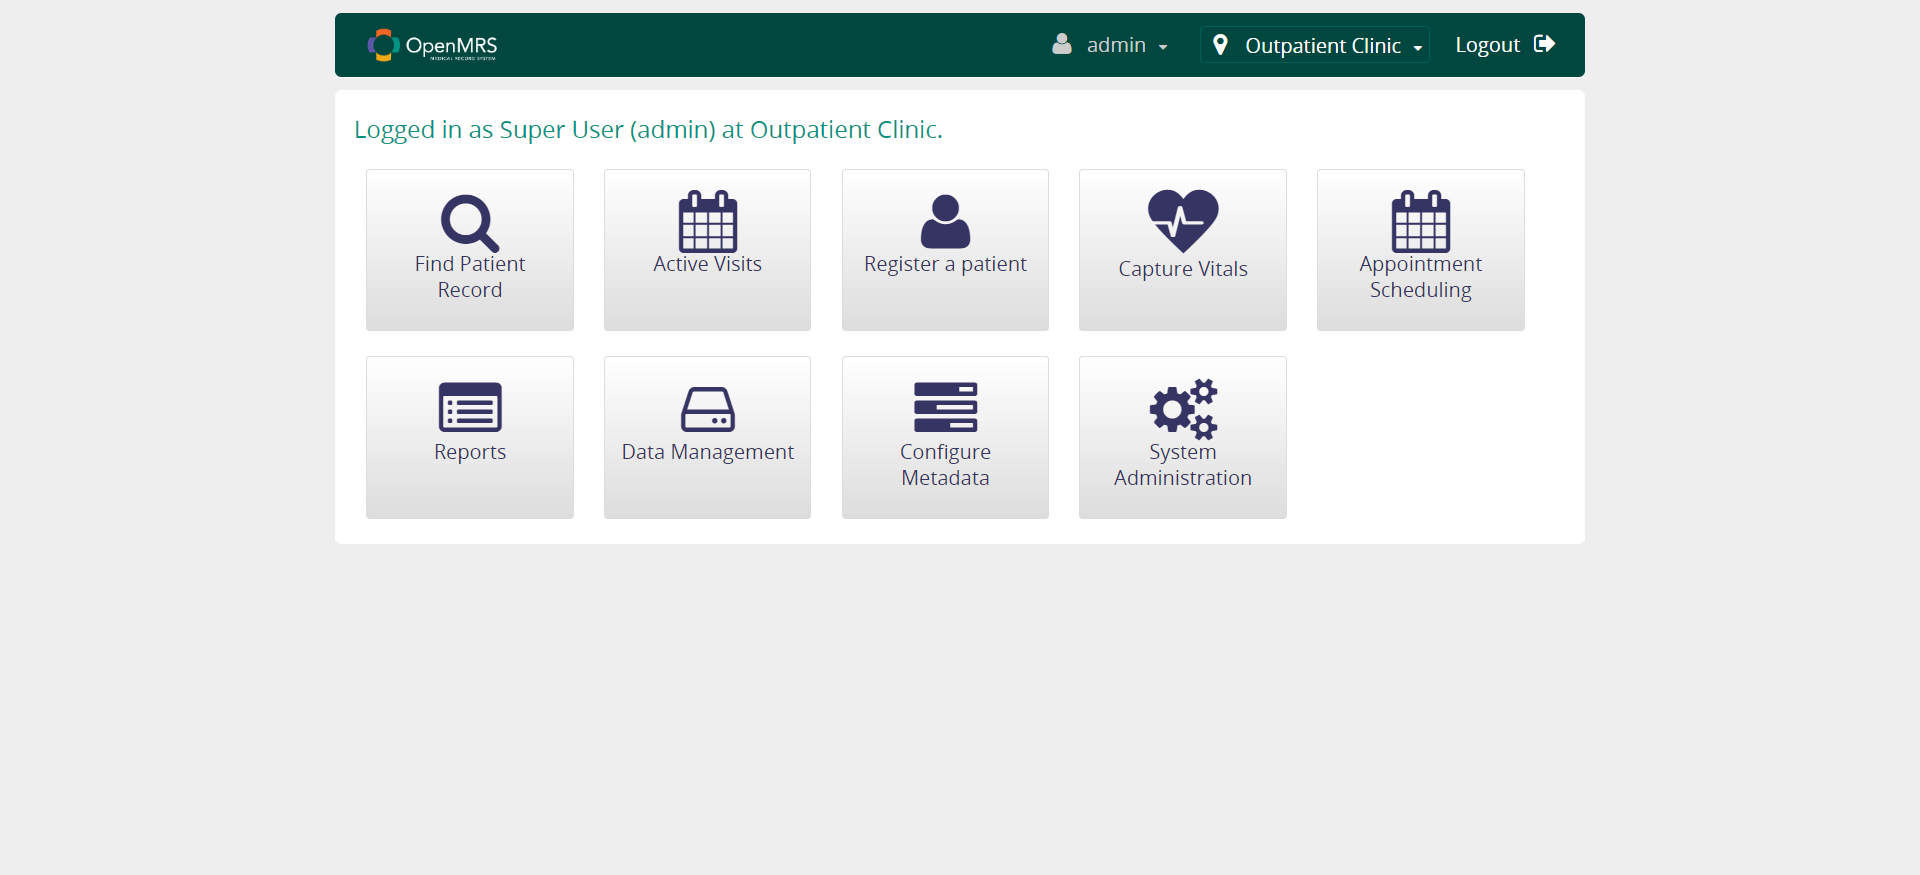 OpenMRS
MEDICAL RECORD SYSTEM
admin
Outpatient Clinic
Logout
Logged in as Super User (admin) at Outpatient Clinic.
Find Patient
Record
Active Visits
Register a patient
Capture Vitals
Appointment
Scheduling
Reports
Data Management
Configure
Metadata
System
Administration